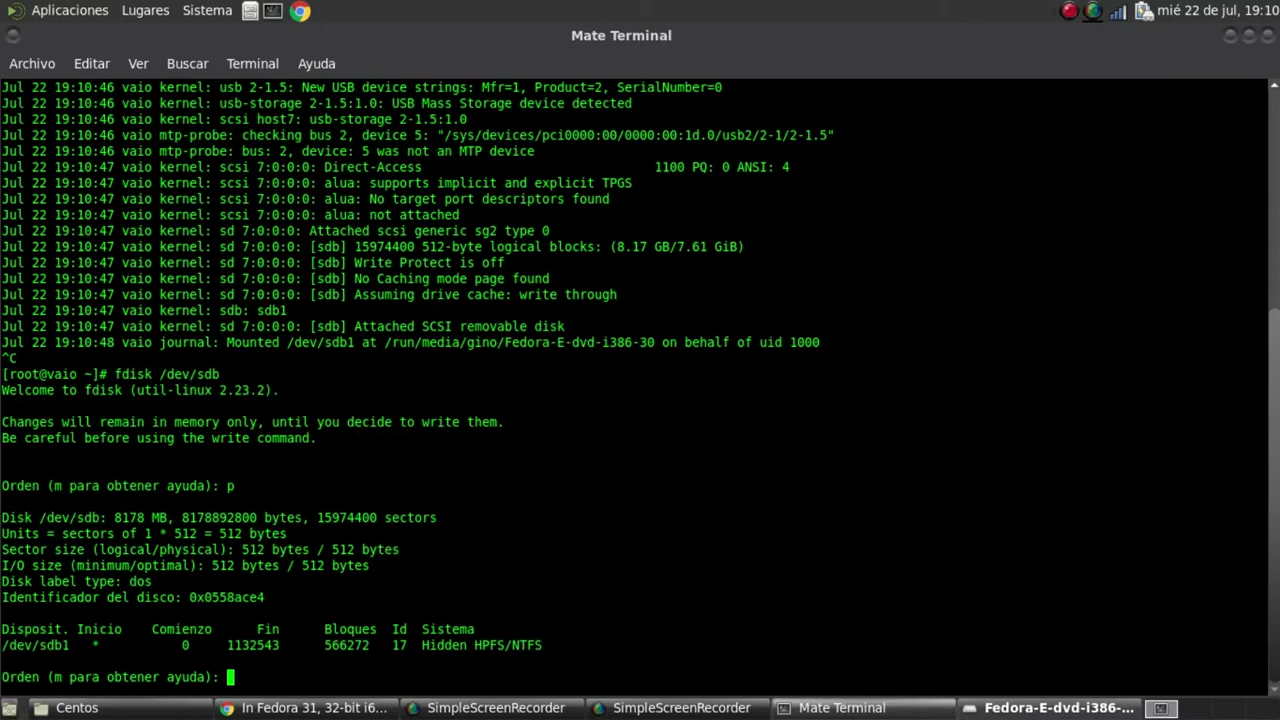 Aplicaciones Lugares Sistema mié 22 de jul, 19:10
Mate Terminal
Archivo Editar Ver Buscar Terminal Ayuda
Jul 22 19:10:46 vaio kernel: usb 2-1.5: New USB device strings: Mfr=1, Product=2, SerialNumber=0
Jul 22 19:10:46 vaio kernel: usb-storage 2-1.5:1.0: USB Mass Storage device detected
Jul 22 19:10:46 vaio kernel: scsi host7: usb-storage 2-1.5:1.0
Jul 22 19:10:46 vaio mtp-probe: checking bus 2, device 5: "/sys/devices/pci0000:00/0000:00:1d.0/usb2/2-1/2-1.5"
Jul 22 19:10:46 vaio mtp-probe: bus: 2, device: 5 was not an MTP device
Jul 22 19:10:47 vaio kernel: scsi 7:0:0:0: Direct-Access 1100 PQ: 0 ANSI: 4
Jul 22 19:10:47 vaio kernel: scsi 7:0:0:0: alua: supports implicit and explicit TPGS
Jul 22 19:10:47 vaio kernel: scsi 7:0:0:0: alua: No target port descriptors found
Jul 22 19:10:47 vaio kernel: scsi 7:0:0:0: alua: not attached
Jul 22 19:10:47 vaio kernel: sd 7:0:0:0: Attached scsi generic sg2 type 0
Jul 22 19:10:47 vaio kernel: sd 7:0:0:0: [sdb] 15974400 512-byte logical blocks: (8.17 GB/7.61 GiB)
Jul 22 19:10:47 vaio kernel: sd 7:0:0:0: [sdb] Write Protect is off
Jul 22 19:10:47 vaio kernel: sd 7:0:0:0: [sdb] No Caching mode page found
Jul 22 19:10:47 vaio kernel: sd 7:0:0:0: [sdb] Assuming drive cache: write through
Jul 22 19:10:47 vaio kernel: sdb: sdb1
Jul 22 19:10:47 vaio kernel: sd 7:0:0:0: [sdb] Attached SCSI removable disk
Jul 22 19:10:48 vaio journal: Mounted /dev/sdb1 at /run/media/gino/Fedora-E-dvd-i386-30 on behalf of uid 1000
^C
[root@vaio ~]# fdisk /dev/sdb
Welcome to fdisk (util-linux 2.23.2).
Changes will remain in memory only, until you decide to write them.
Be careful before using the write command.
Orden (m para obtener ayuda): p
Disk /dev/sdb: 8178 MB, 8178892800 bytes, 15974400 sectors
Units = sectors of 1 * 512 = 512 bytes
Sector size (logical/physical): 512 bytes / 512 bytes
I/O size (minimum/optimal): 512 bytes / 512 bytes
Disk label type: dos
Identificador del disco: 0x0558ace4
Disposit. Inicio Comienzo Fin Bloques Id Sistema
/dev/sdb1 * 0 1132543 566272 17 Hidden HPFS/NTFS
Orden (m para obtener ayuda):
Centos In Fedora 31, 32-bit i6... SimpleScreenRecorder SimpleScreenRecorder Mate Terminal Fedora-E-dvd-i386-...